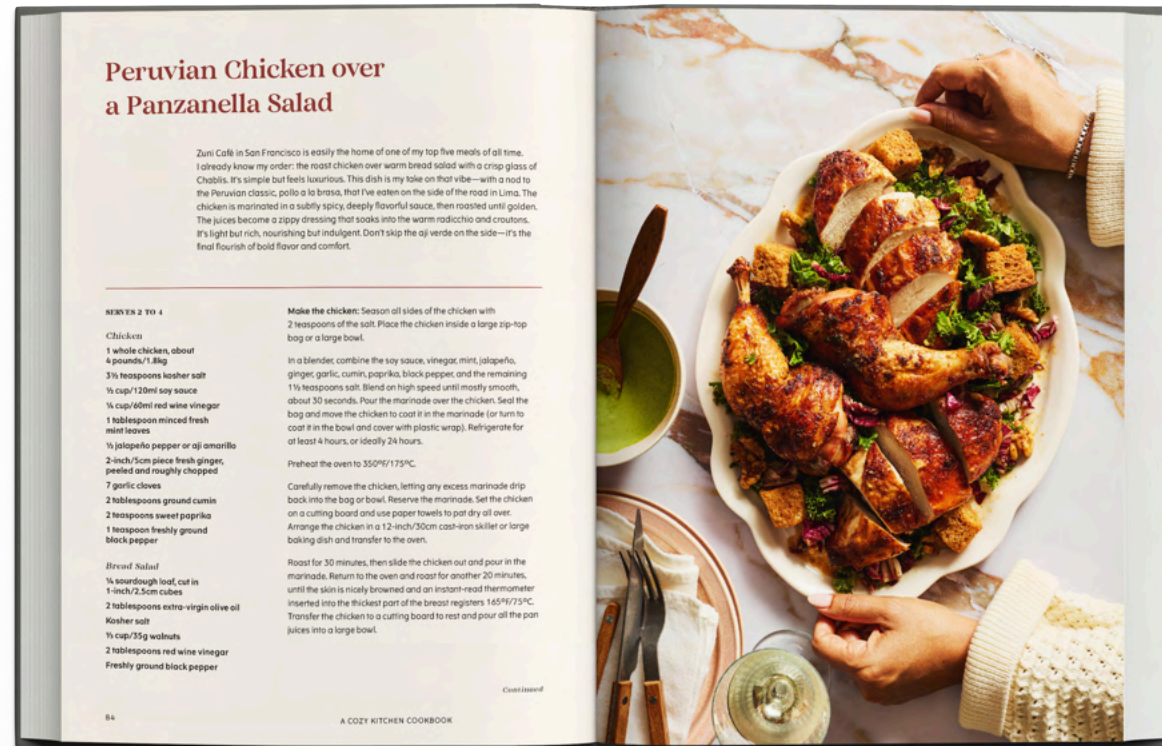 Peruvian Chicken over
a Panzanella Salad
Zuni Café in San Francisco is easily the home of one of my top five meals of all time.
I already know my order: the roast chicken over warm bread salad with a crisp glass of
Chablis. It's simple but feels luxurious. This dish is my take on that vibe—with a nod to
the Peruvian classic, pollo a la brasa, that I've eaten on the side of the road in Lima. The
chicken is marinated in a subtly spicy, deeply flavorful sauce, then roasted until golden.
The juices become a zippy dressing that soaks into the warm radicchio and croutons.
It's light but rich, nourishing but indulgent. Don't skip the aji verde on the side—it's the
final flourish of bold flavor and comfort.
SERVES 2 TO 4
Chicken
1 whole chicken, about
4 pounds/1.8kg
3½ teaspoons kosher salt
½ cup/120ml soy sauce
¼ cup/60ml red wine vinegar
1 tablespoon minced fresh
mint leaves
½ jalapeño pepper or aji amarillo
2-inch/5cm piece fresh ginger,
peeled and roughly chopped
7 garlic cloves
2 tablespoons ground cumin
2 teaspoons sweet paprika
1 teaspoon freshly ground
black pepper
Bread Salad
¼ sourdough loaf, cut in
1-inch/2.5cm cubes
2 tablespoons extra-virgin olive oil
Kosher salt
⅓ cup/35g walnuts
2 tablespoons red wine vinegar
Freshly ground black pepper
Make the chicken: Season all sides of the chicken with
2 teaspoons of the salt. Place the chicken inside a large zip-top
bag or a large bowl.
In a blender, combine the soy sauce, vinegar, mint, jalapeño,
ginger, garlic, cumin, paprika, black pepper, and the remaining
1½ teaspoons salt. Blend on high speed until mostly smooth,
about 30 seconds. Pour the marinade over the chicken. Seal the
bag and move the chicken to coat it in the marinade (or turn to
coat it in the bowl and cover with plastic wrap). Refrigerate for
at least 4 hours, or ideally 24 hours.
Preheat the oven to 350°F/175°C.
Carefully remove the chicken, letting any excess marinade drip
back into the bag or bowl. Reserve the marinade. Set the chicken
on a cutting board and use paper towels to pat dry all over.
Arrange the chicken in a 12-inch/30cm cast-iron skillet or large
baking dish and transfer to the oven.
Roast for 30 minutes, then slide the chicken out and pour in the
marinade. Return to the oven and roast for another 20 minutes,
until the skin is nicely browned and an instant-read thermometer
inserted into the thickest part of the breast registers 165°F/75°C.
Transfer the chicken to a cutting board to rest and pour all the pan
juices into a large bowl.
Continued
84
A COZY KITCHEN COOKBOOK